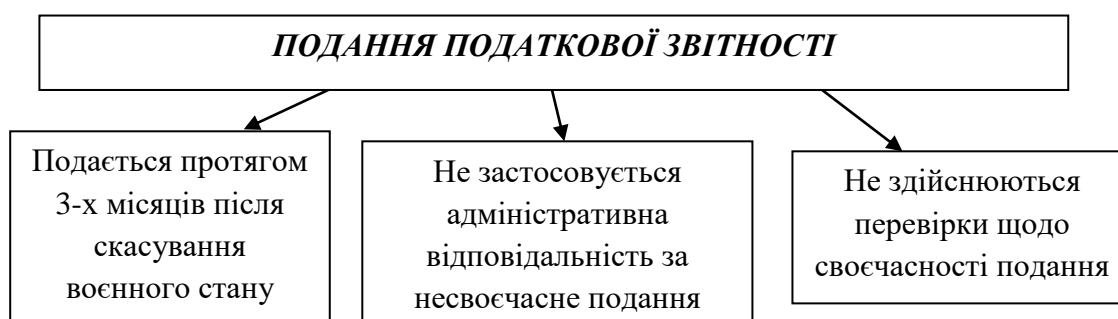 ПОДАННЯ ПОДАТКОВОЇ ЗВІТНОСТІ
Подається протягом
3-х місяців після
скасування
воєнного стану
Не застосовується
адміністративна
відповідальність за
несвоєчасне подання
Не здійснюються
перевірки щодо
своєчасності подання